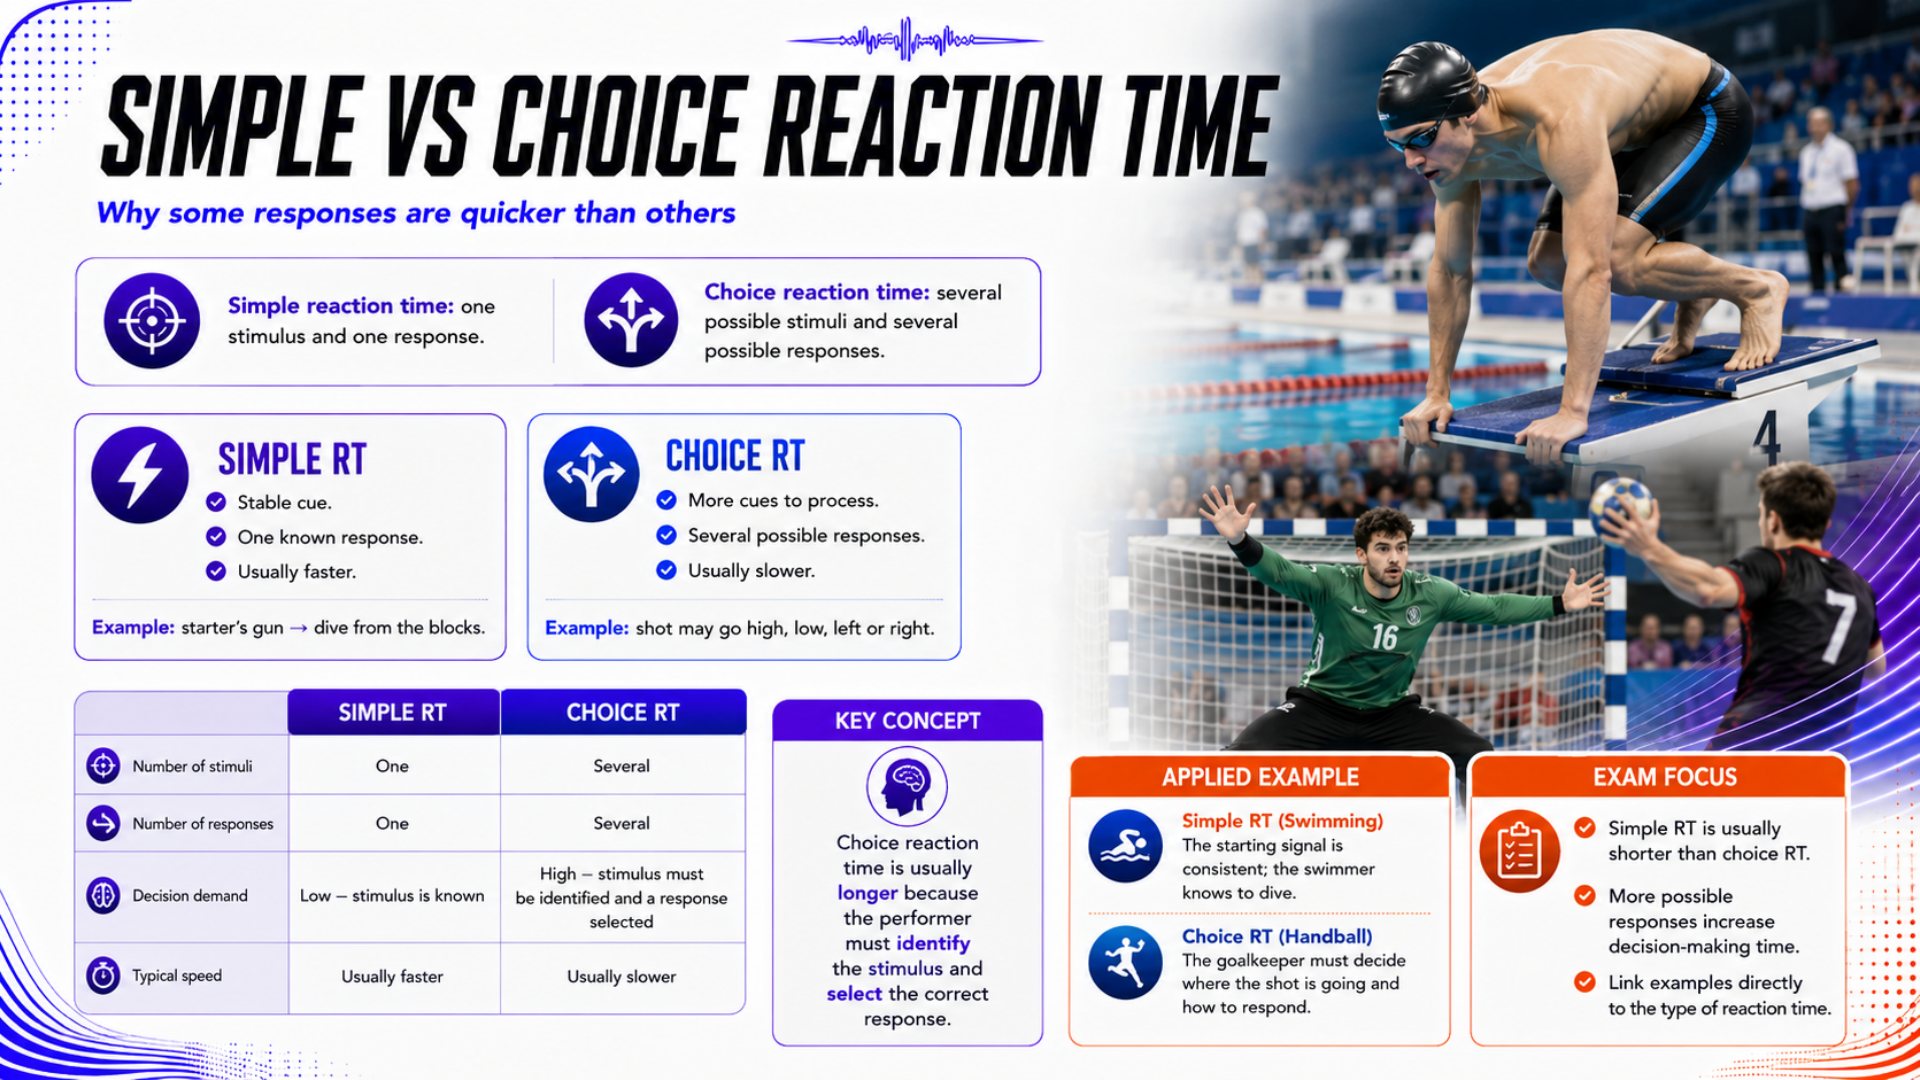 SIMPLE VS CHOICE REACTION TIME
Why some responses are quicker than others
Simple reaction time: one
stimulus and one response.
Choice reaction time: several
possible stimuli and several
possible responses.
SIMPLE RT
Stable cue.
One known response.
Usually faster.
Example: starter's gun → dive from the blocks.
CHOICE RT
More cues to process.
Several possible responses.
Usually slower.
Example: shot may go high, low, left or right.
SIMPLE RT
CHOICE RT
Number of stimuli
One
Several
Number of responses
One
Several
Decision demand
Low – stimulus is known
High – stimulus must
be identified and a response
selected
Typical speed
Usually faster
Usually slower
KEY CONCEPT
Choice reaction
time is usually
longer because
the performer
must identify
the stimulus and
select the correct
response.
4
16
7
APPLIED EXAMPLE
Simple RT (Swimming)
The starting signal is
consistent; the swimmer
knows to dive.
Choice RT (Handball)
The goalkeeper must decide
where the shot is going and
how to respond.
EXAM FOCUS
Simple RT is usually
shorter than choice RT.
More possible
responses increase
decision-making time.
Link examples directly
to the type of reaction time.